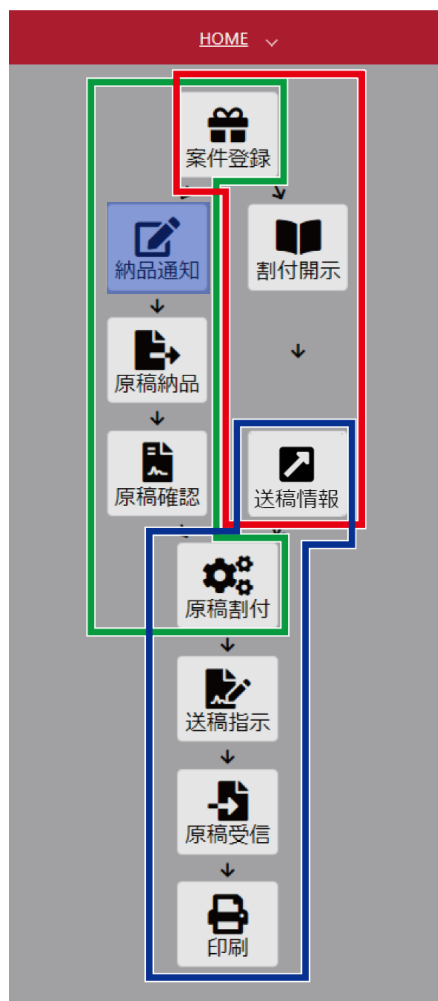 HOME
案件登録
納品通知
割付開示
原稿納品
原稿確認
送稿情報
原稿割付
送稿指示
原稿受信
印刷